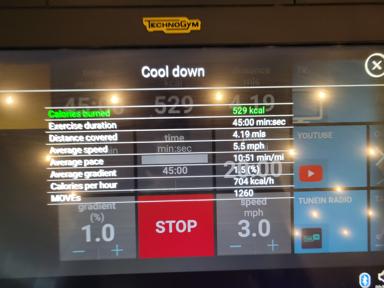 TECHNOGYM
Cool down
Calories burned 529 kcal
Exercise duration 45:00 min:sec
Distance covered 4.19 mls
Average speed 5.5 mph
Average pace 10:51 min/mi
Average gradient 1.5 (%)
Calories per hour 704 kcal/h
MOVEs 1260
529
4.19
time
min:sec
45:00
YOUTUBE
TUNEIN RADIO
gradient
(%)
1.0
- +
STOP
speed
mph
3.0
- +